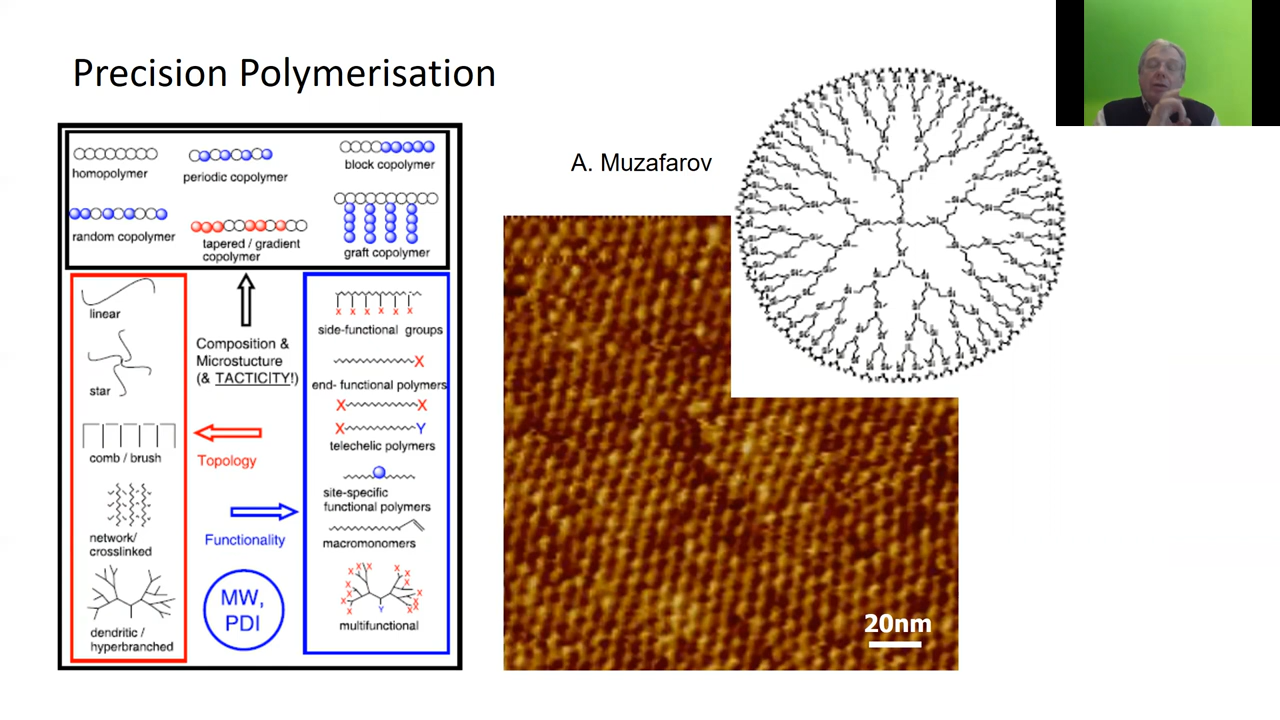 Precision Polymerisation
homopolymer
periodic copolymer
block copolymer
random copolymer
tapered / gradient
copolymer
graft copolymer
linear
star
comb / brush
network/
crosslinked
dendritic /
hyperbranched
Composition &
Microstucture
(& TACTICITY!)
Topology
Functionality
MW,
PDI
X X X X X X
side-functional groups
X
end- functional polymers
X X
X Y
telechelic polymers
site-specific
functional polymers
macromonomers
Y
multifunctional
A. Muzafarov
20nm